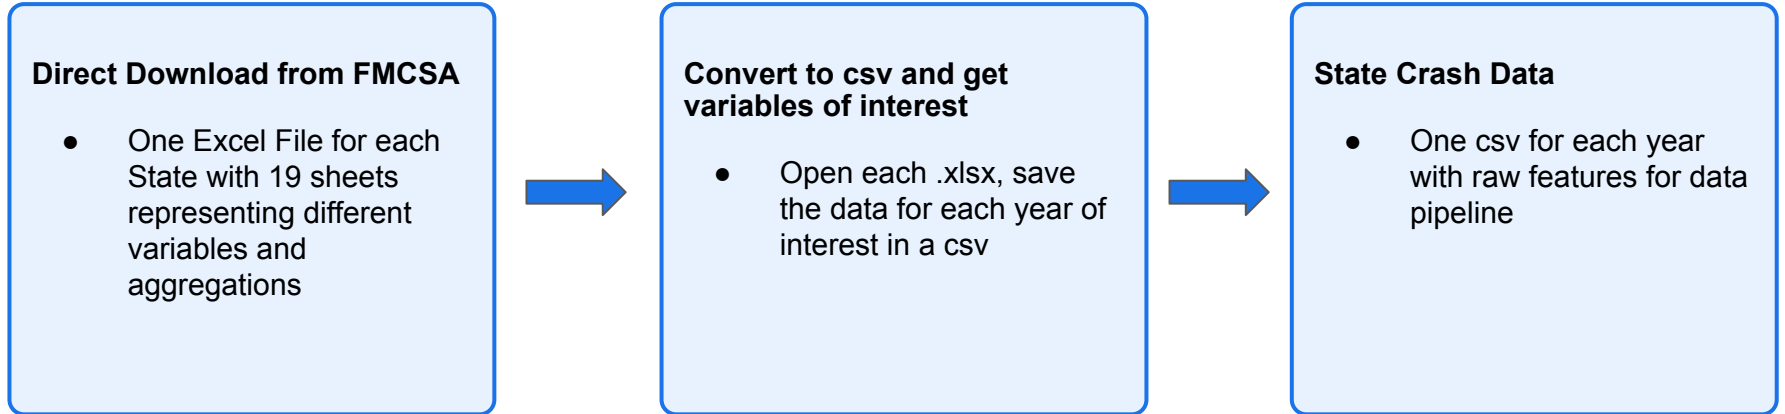 Direct Download from FMCSA
● One Excel File for each
State with 19 sheets
representing different
variables and
aggregations
Convert to csv and get
variables of interest
● Open each .xlsx, save
the data for each year of
interest in a csv
State Crash Data
● One csv for each year
with raw features for data
pipeline